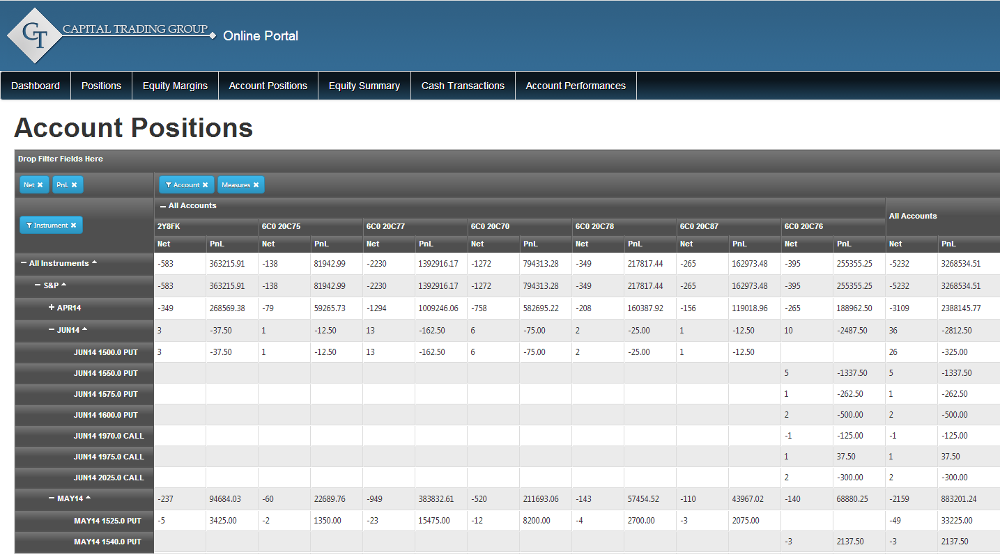 CT CAPITAL TRADING GROUP Online Portal
Dashboard Positions Equity Margins Account Positions Equity Summary Cash Transactions Account Performances
Account Positions
Drop Filter Fields Here
Net PnL Account Measures
All Accounts
Instrument All Accounts
2Y8FK 6C0 20C75 6C0 20C77 6C0 20C70 6C0 20C78 6C0 20C87 6C0 20C76
Net PnL Net PnL Net PnL Net PnL Net PnL Net PnL Net PnL Net PnL
All Instruments -583 363215.91 -138 81942.99 -2230 1392916.17 -1272 794313.28 -349 217817.44 -265 162973.48 -395 255355.25 -5232 3268534.51
S&P -583 363215.91 -138 81942.99 -2230 1392916.17 -1272 794313.28 -349 217817.44 -265 162973.48 -395 255355.25 -5232 3268534.51
APR14 -349 268569.38 -79 59265.73 -1294 1009246.06 -758 582695.22 -208 160387.92 -156 119018.96 -265 188962.50 -3109 2388145.77
JUN14 3 -37.50 1 -12.50 13 -162.50 6 -75.00 2 -25.00 1 -12.50 10 -2487.50 36 -2812.50
JUN14 1500.0 PUT 3 -37.50 1 -12.50 13 -162.50 6 -75.00 2 -25.00 1 -12.50 26 -325.00
JUN14 1550.0 PUT 5 -1337.50 5 -1337.50
JUN14 1575.0 PUT 1 -262.50 1 -262.50
JUN14 1600.0 PUT 2 -500.00 2 -500.00
JUN14 1970.0 CALL -1 -125.00 -1 -125.00
JUN14 1975.0 CALL 1 37.50 1 37.50
JUN14 2025.0 CALL 2 -300.00 2 -300.00
MAY14 -237 94684.03 -60 22689.76 -949 383832.61 -520 211693.06 -143 57454.52 -110 43967.02 -140 68880.25 -2159 883201.24
MAY14 1525.0 PUT -5 3425.00 -2 1350.00 -23 15475.00 -12 8200.00 -4 2700.00 -3 2075.00 -49 33225.00
MAY14 1540.0 PUT -3 2137.50 -3 2137.50